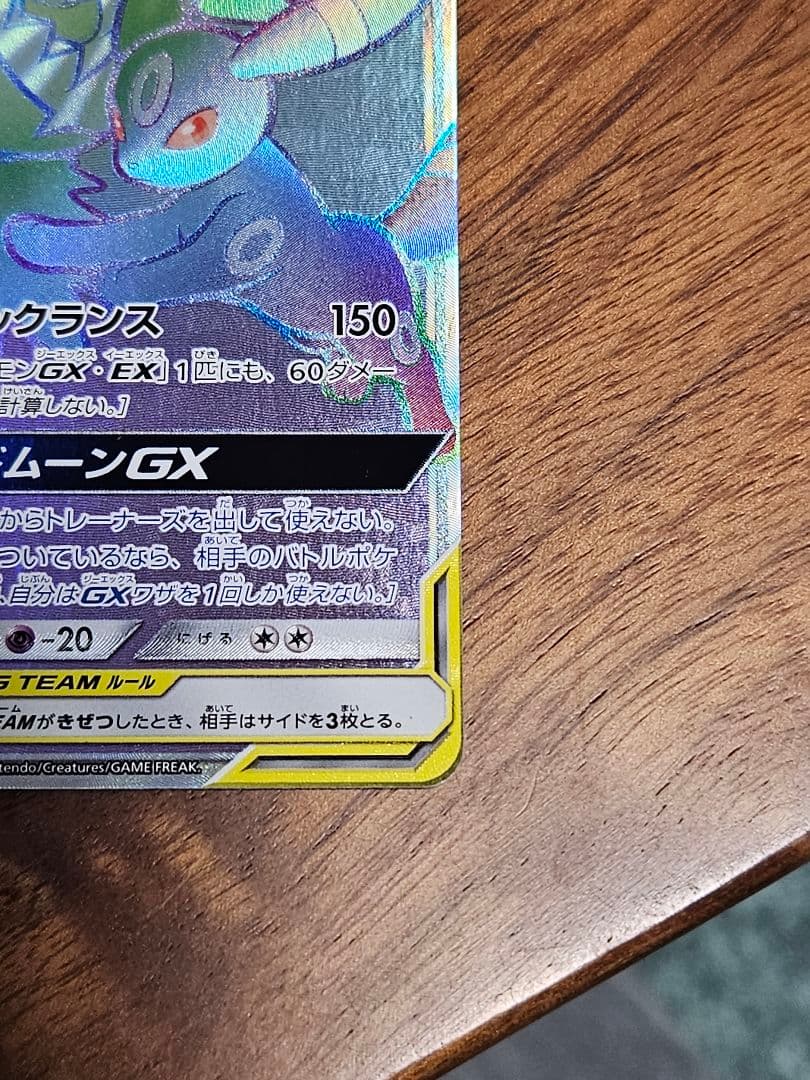 ックランス 150
モンGX・EX」1匹にも、60ダメー
計算しない。]
ドムーンGX
からトレーナーズを出して使えない。
ついているなら、相手のバトルポケ
、自分はGXワザを1回しか使えない。]
-20 にげる
G TEAM ルール
EAMがきぜつしたとき、相手はサイドを3枚とる。
tendo/Creatures/GAME FREAK.